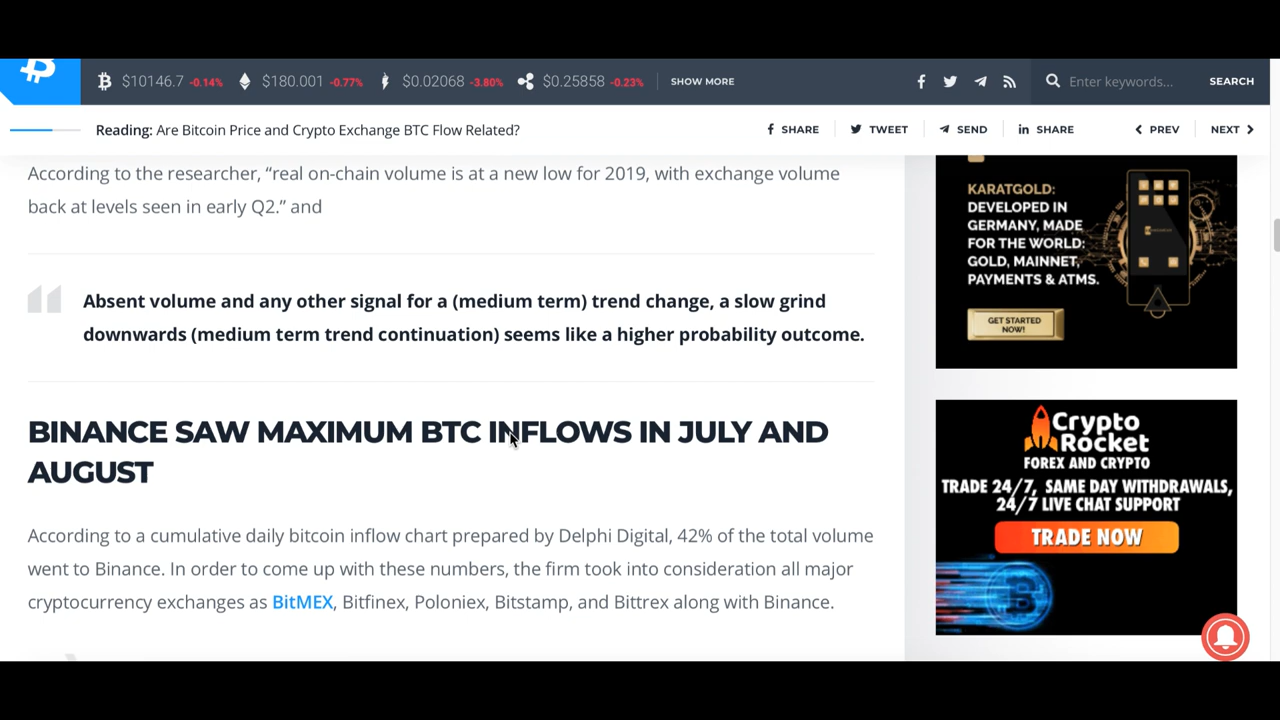 $10146.7 -0.14% $180.001 -0.77% $0.02068 -3.80% $0.25858 -0.23% SHOW MORE Enter keywords... SEARCH
Reading: Are Bitcoin Price and Crypto Exchange BTC Flow Related? SHARE TWEET SEND SHARE PREV NEXT
According to the researcher, “real on-chain volume is at a new low for 2019, with exchange volume
back at levels seen in early Q2.” and
Absent volume and any other signal for a (medium term) trend change, a slow grind
downwards (medium term trend continuation) seems like a higher probability outcome.
BINANCE SAW MAXIMUM BTC INFLOWS IN JULY AND
AUGUST
According to a cumulative daily bitcoin inflow chart prepared by Delphi Digital, 42% of the total volume
went to Binance. In order to come up with these numbers, the firm took into consideration all major
cryptocurrency exchanges as BitMEX, Bitfinex, Poloniex, Bitstamp, and Bittrex along with Binance.
KARATGOLD:
DEVELOPED IN
GERMANY, MADE
FOR THE WORLD:
GOLD, MAINNET,
PAYMENTS & ATMS.
GET STARTED
NOW!
Crypto
Rocket
FOREX AND CRYPTO
TRADE 24/7, SAME DAY WITHDRAWALS,
24/7 LIVE CHAT SUPPORT
TRADE NOW